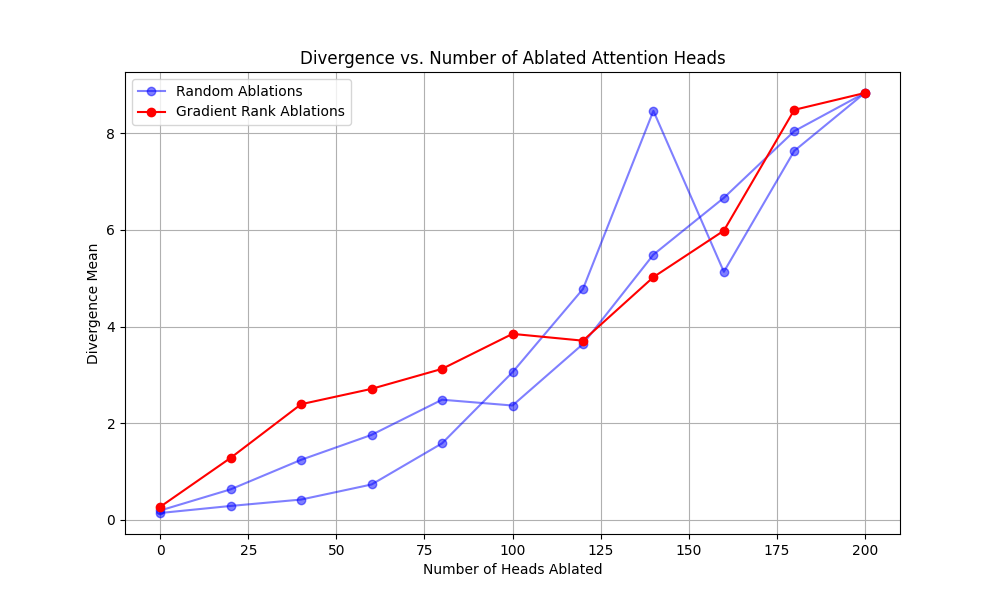 Divergence vs. Number of Ablated Attention Heads
Random Ablations
Gradient Rank Ablations
Divergence Mean
8
6
4
2
0
0 25 50 75 100 125 150 175 200
Number of Heads Ablated